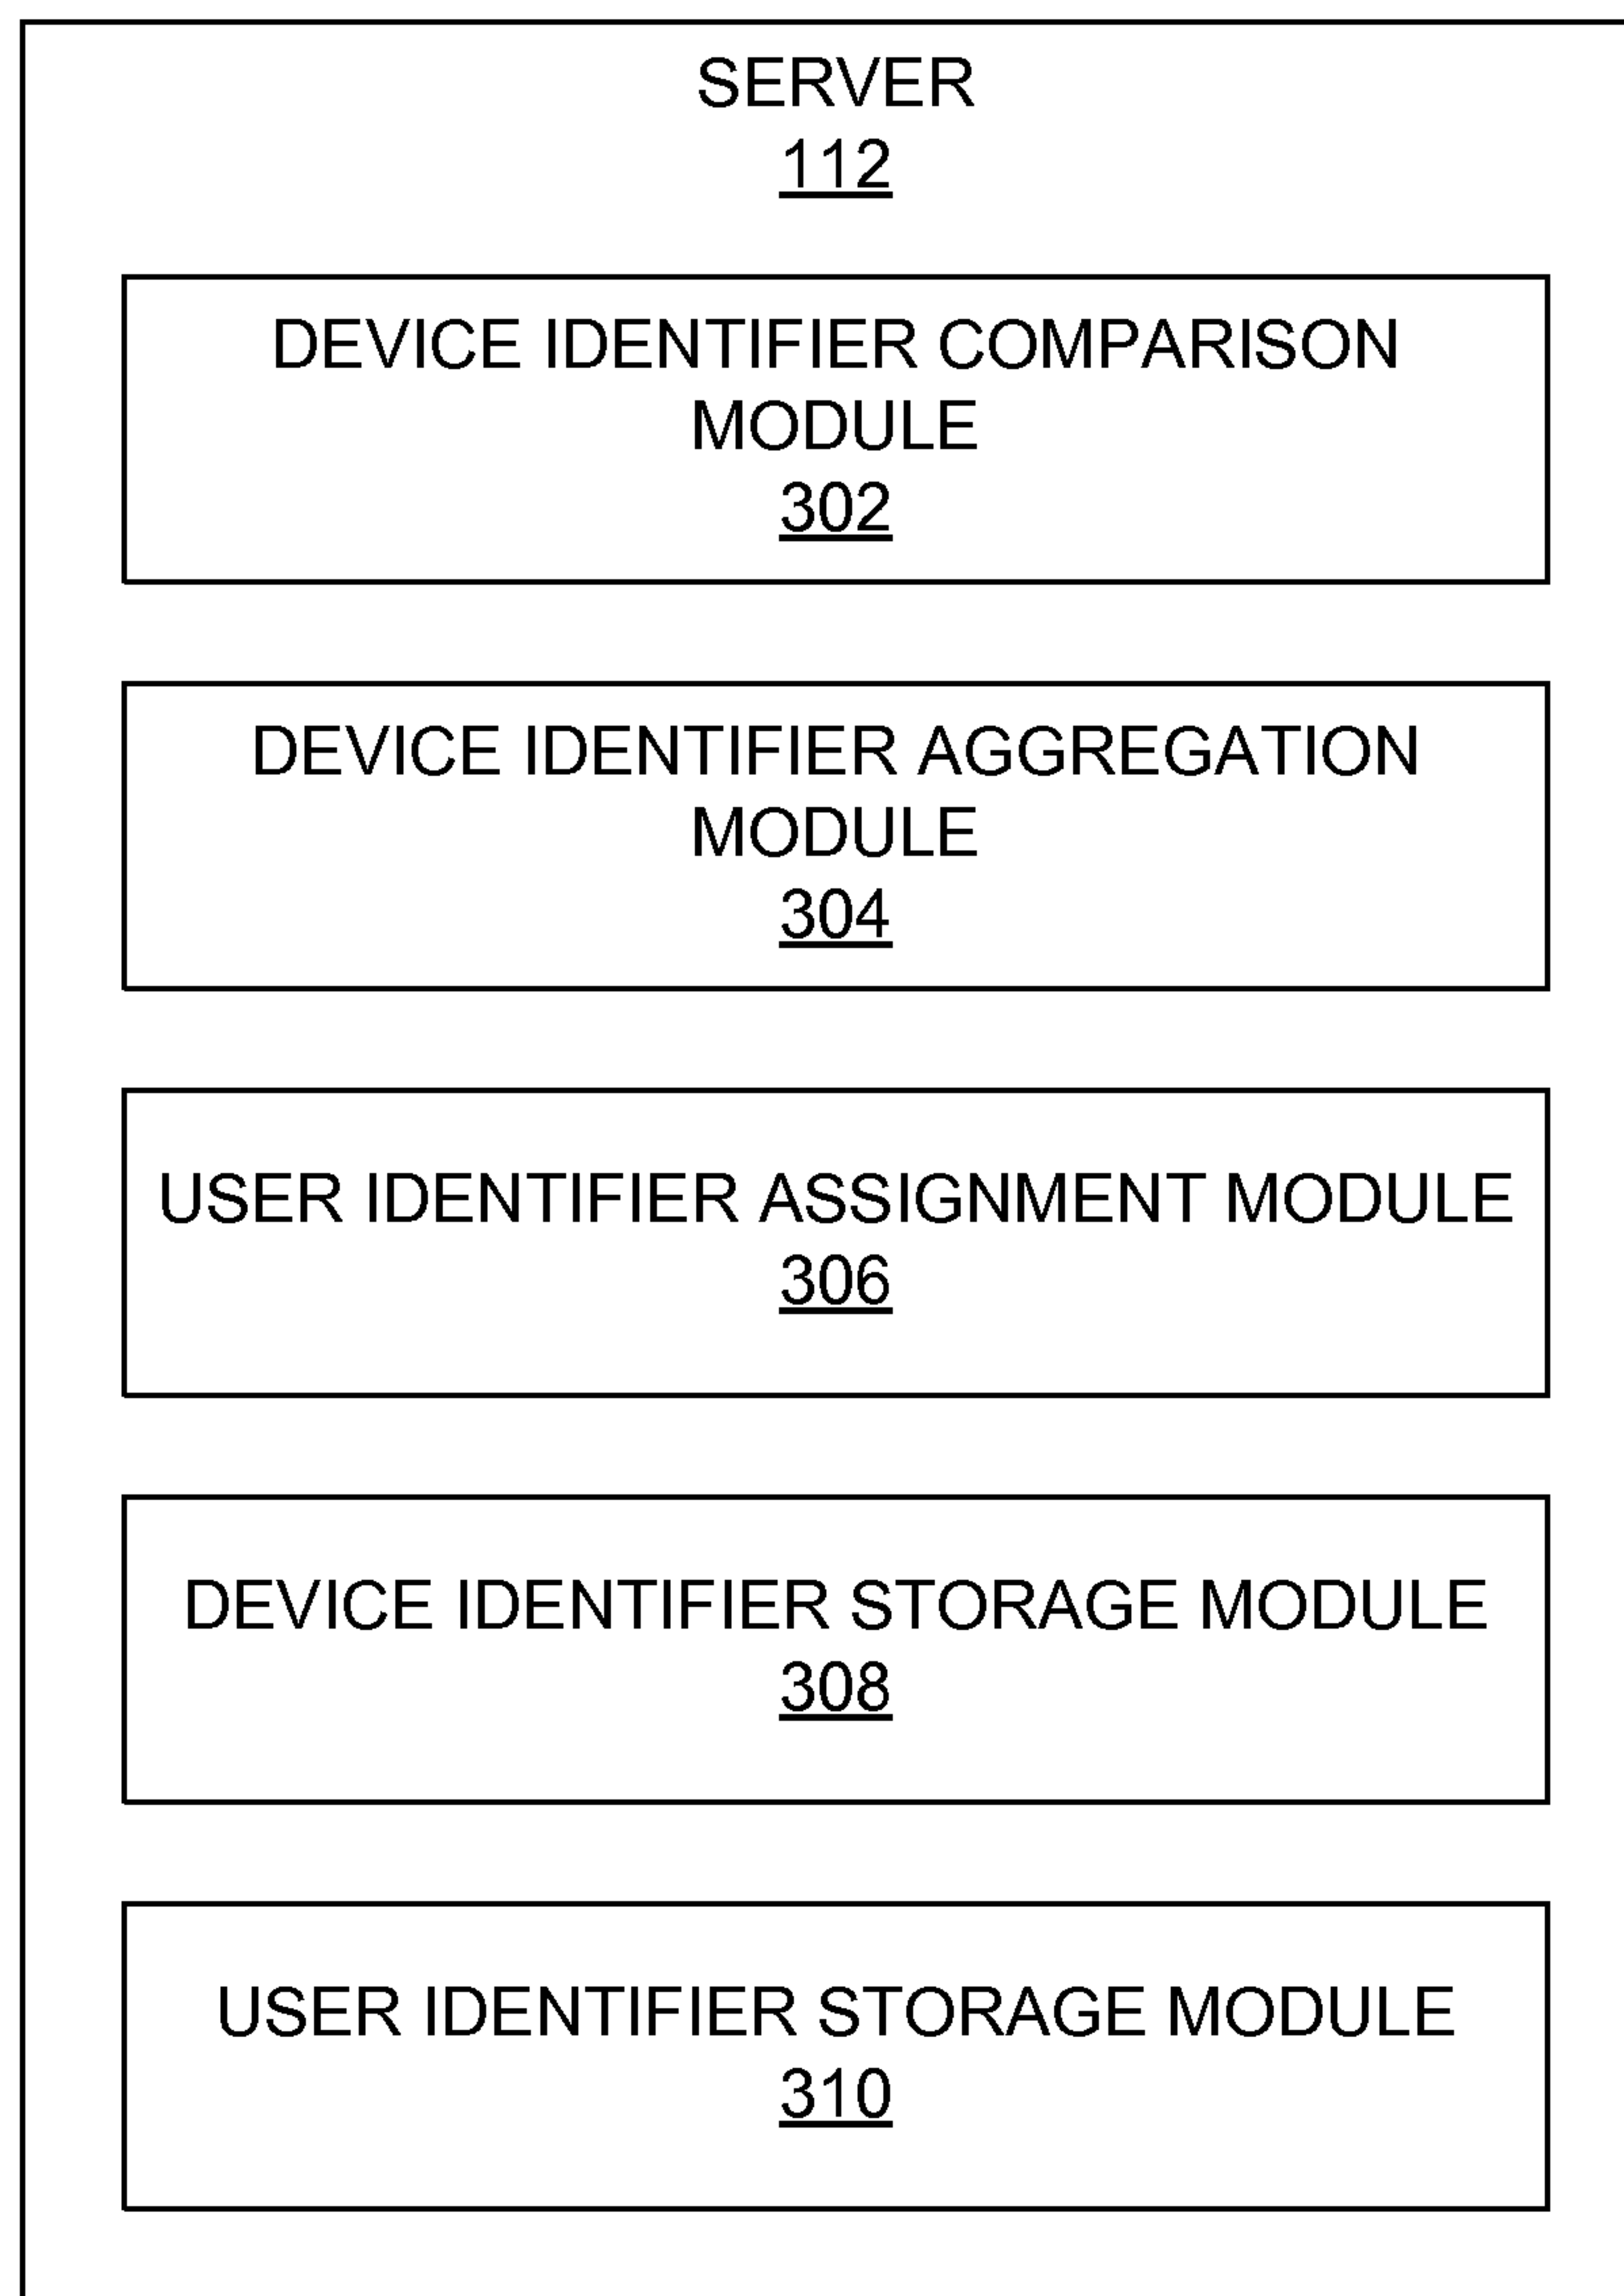 SERVER
112
DEVICE IDENTIFIER COMPARISON
MODULE
302
DEVICE IDENTIFIER AGGREGATION
MODULE
304
USER IDENTIFIER ASSIGNMENT MODULE
306
DEVICE IDENTIFIER STORAGE MODULE
308
USER IDENTIFIER STORAGE MODULE
310